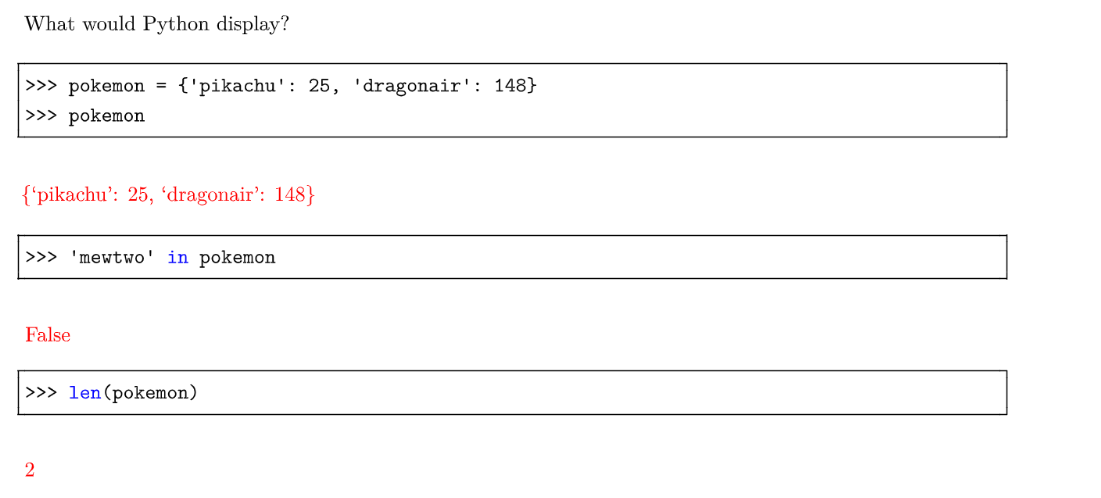 What would Python display?
>>> pokemon = {'pikachu': 25, 'dragonair': 148}
>>> pokemon
{‘pikachu’: 25, ‘dragonair’: 148}
>>> 'mewtwo' in pokemon
False
>>> len(pokemon)
2